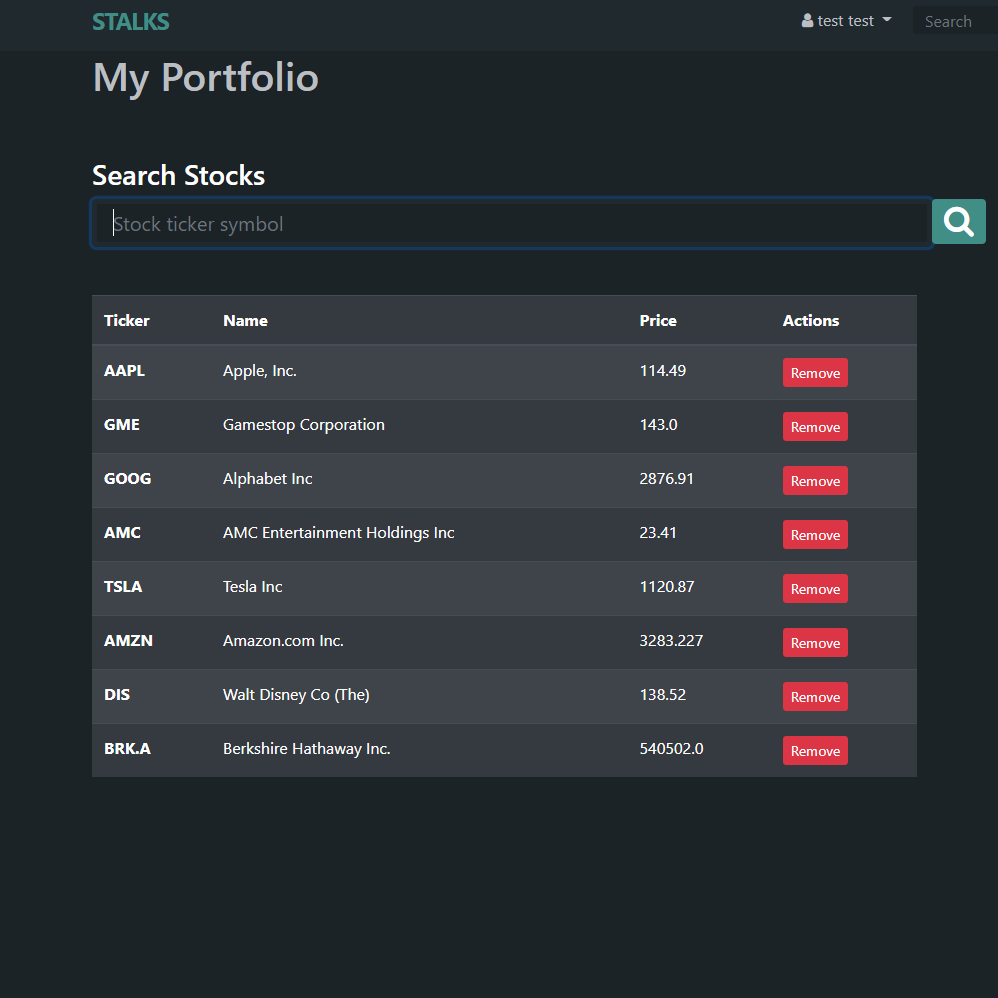 STALKS test test Search
My Portfolio
Search Stocks
Stock ticker symbol
Ticker Name Price Actions
AAPL Apple, Inc. 114.49 Remove
GME Gamestop Corporation 143.0 Remove
GOOG Alphabet Inc 2876.91 Remove
AMC AMC Entertainment Holdings Inc 23.41 Remove
TSLA Tesla Inc 1120.87 Remove
AMZN Amazon.com Inc. 3283.227 Remove
DIS Walt Disney Co (The) 138.52 Remove
BRK.A Berkshire Hathaway Inc. 540502.0 Remove